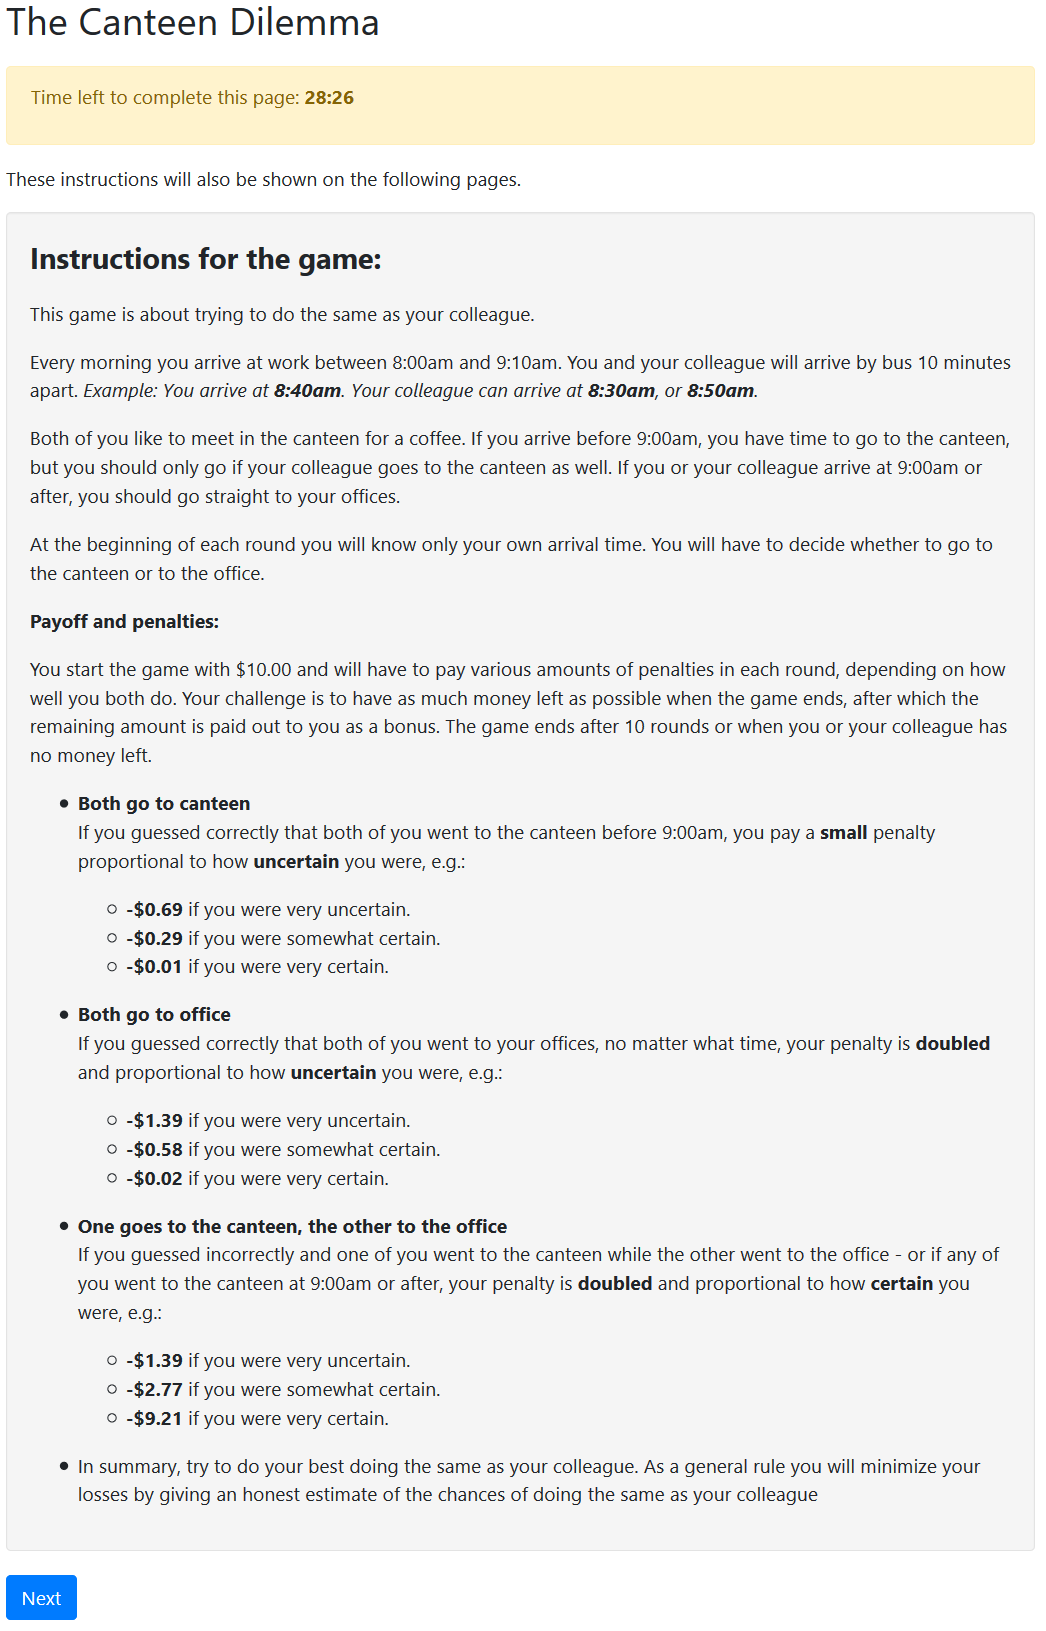 The Canteen Dilemma
Time left to complete this page: 28:26
These instructions will also be shown on the following pages.
Instructions for the game:
This game is about trying to do the same as your colleague.
Every morning you arrive at work between 8:00am and 9:10am. You and your colleague will arrive by bus 10 minutes
apart. Example: You arrive at 8:40am. Your colleague can arrive at 8:30am, or 8:50am.
Both of you like to meet in the canteen for a coffee. If you arrive before 9:00am, you have time to go to the canteen,
but you should only go if your colleague goes to the canteen as well. If you or your colleague arrive at 9:00am or
after, you should go straight to your offices.
At the beginning of each round you will know only your own arrival time. You will have to decide whether to go to
the canteen or to the office.
Payoff and penalties:
You start the game with $10.00 and will have to pay various amounts of penalties in each round, depending on how
well you both do. Your challenge is to have as much money left as possible when the game ends, after which the
remaining amount is paid out to you as a bonus. The game ends after 10 rounds or when you or your colleague has
no money left.
• Both go to canteen
If you guessed correctly that both of you went to the canteen before 9:00am, you pay a small penalty
proportional to how uncertain you were, e.g.:
○ -$0.69 if you were very uncertain.
○ -$0.29 if you were somewhat certain.
○ -$0.01 if you were very certain.
• Both go to office
If you guessed correctly that both of you went to your offices, no matter what time, your penalty is doubled
and proportional to how uncertain you were, e.g.:
○ -$1.39 if you were very uncertain.
○ -$0.58 if you were somewhat certain.
○ -$0.02 if you were very certain.
• One goes to the canteen, the other to the office
If you guessed incorrectly and one of you went to the canteen while the other went to the office - or if any of
you went to the canteen at 9:00am or after, your penalty is doubled and proportional to how certain you
were, e.g.:
○ -$1.39 if you were very uncertain.
○ -$2.77 if you were somewhat certain.
○ -$9.21 if you were very certain.
• In summary, try to do your best doing the same as your colleague. As a general rule you will minimize your
losses by giving an honest estimate of the chances of doing the same as your colleague
Next